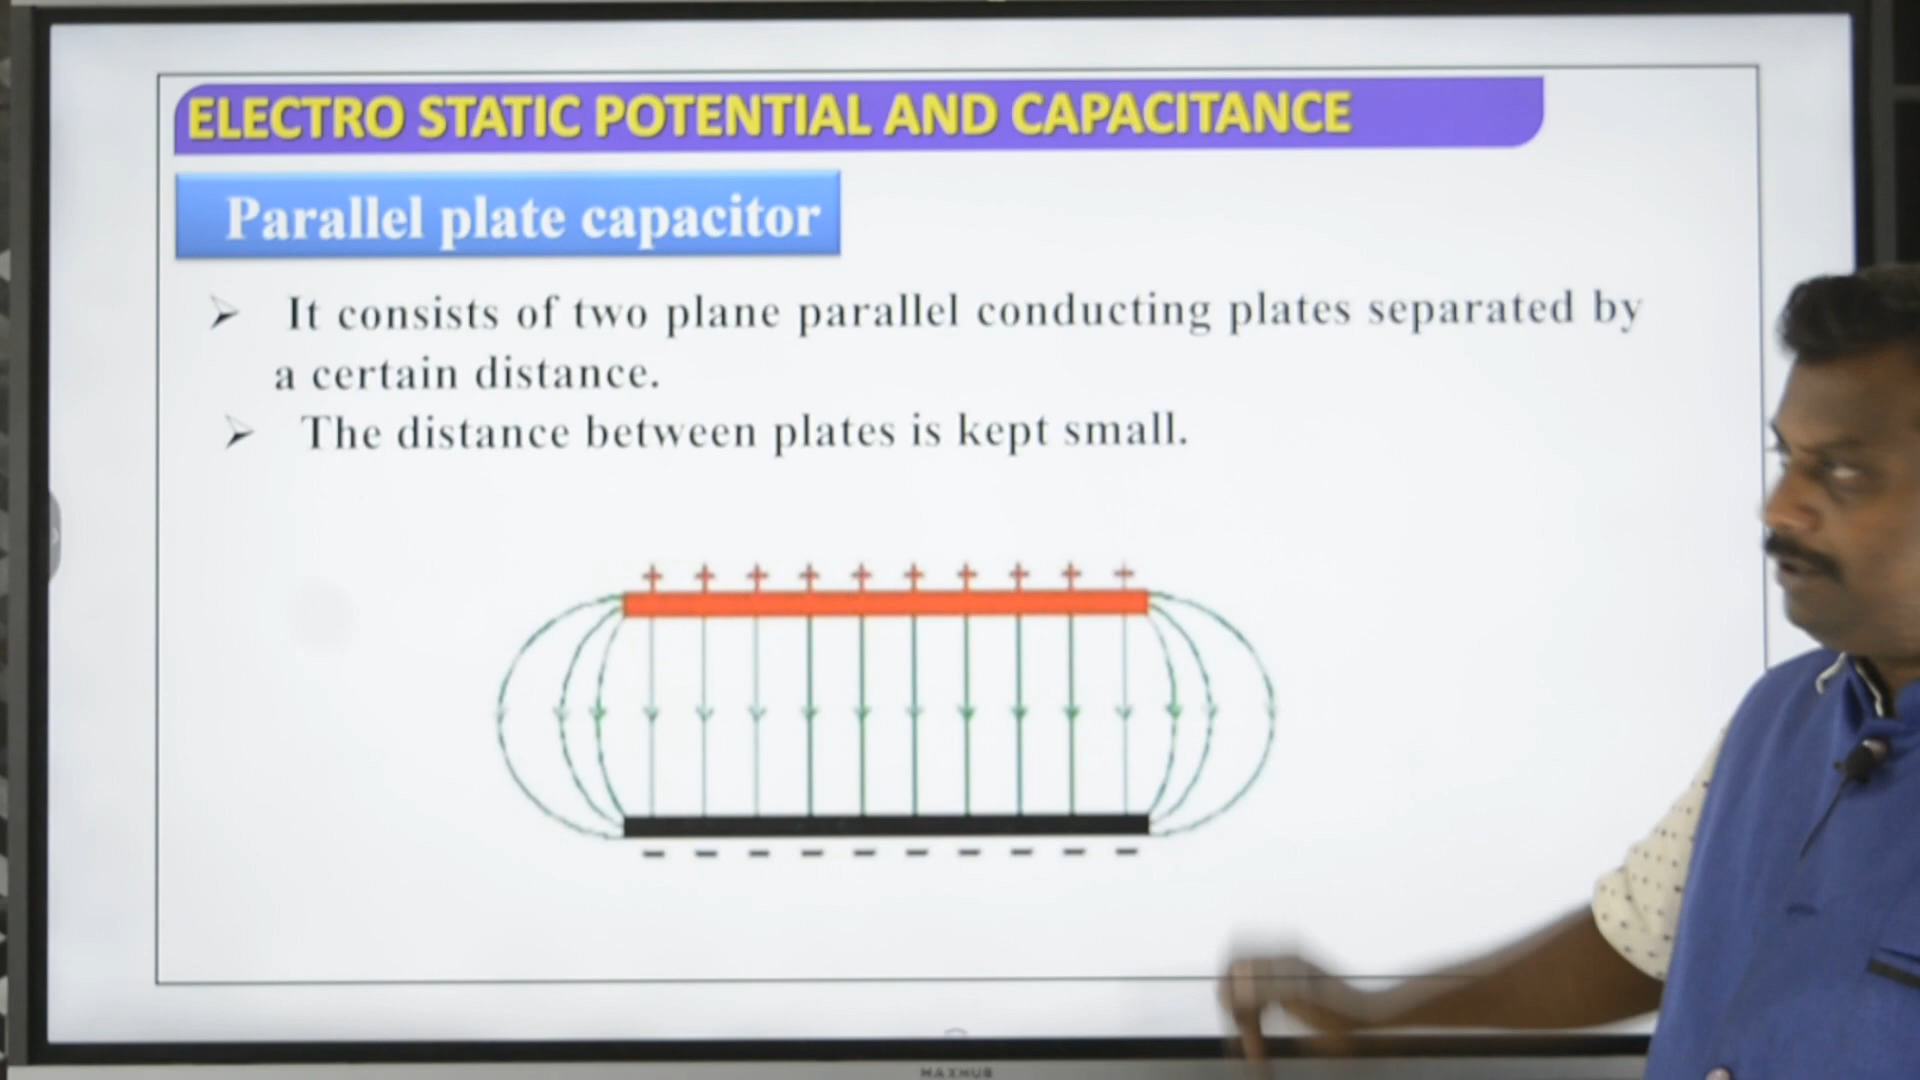 ELECTRO STATIC POTENTIAL AND CAPACITANCE
Parallel plate capacitor
➢ It consists of two plane parallel conducting plates separated by
a certain distance.
➢ The distance between plates is kept small.
+ + + + + + + + + +
- - - - - - - - - -
MAXHUB